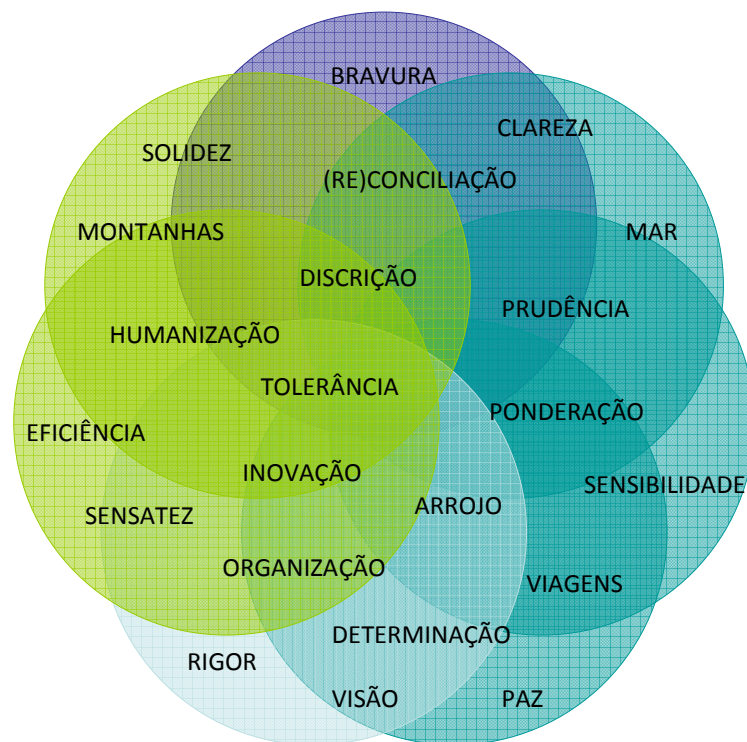 BRAVURA
CLAREZA
SOLIDEZ
(RE)CONCILIAÇÃO
MONTANHAS
MAR
DISCRIÇÃO
PRUDÊNCIA
HUMANIZAÇÃO
TOLERÂNCIA
PONDERAÇÃO
EFICIÊNCIA
INOVAÇÃO
SENSIBILIDADE
ARROJO
SENSATEZ
ORGANIZAÇÃO
VIAGENS
DETERMINAÇÃO
RIGOR
VISÃO
PAZ